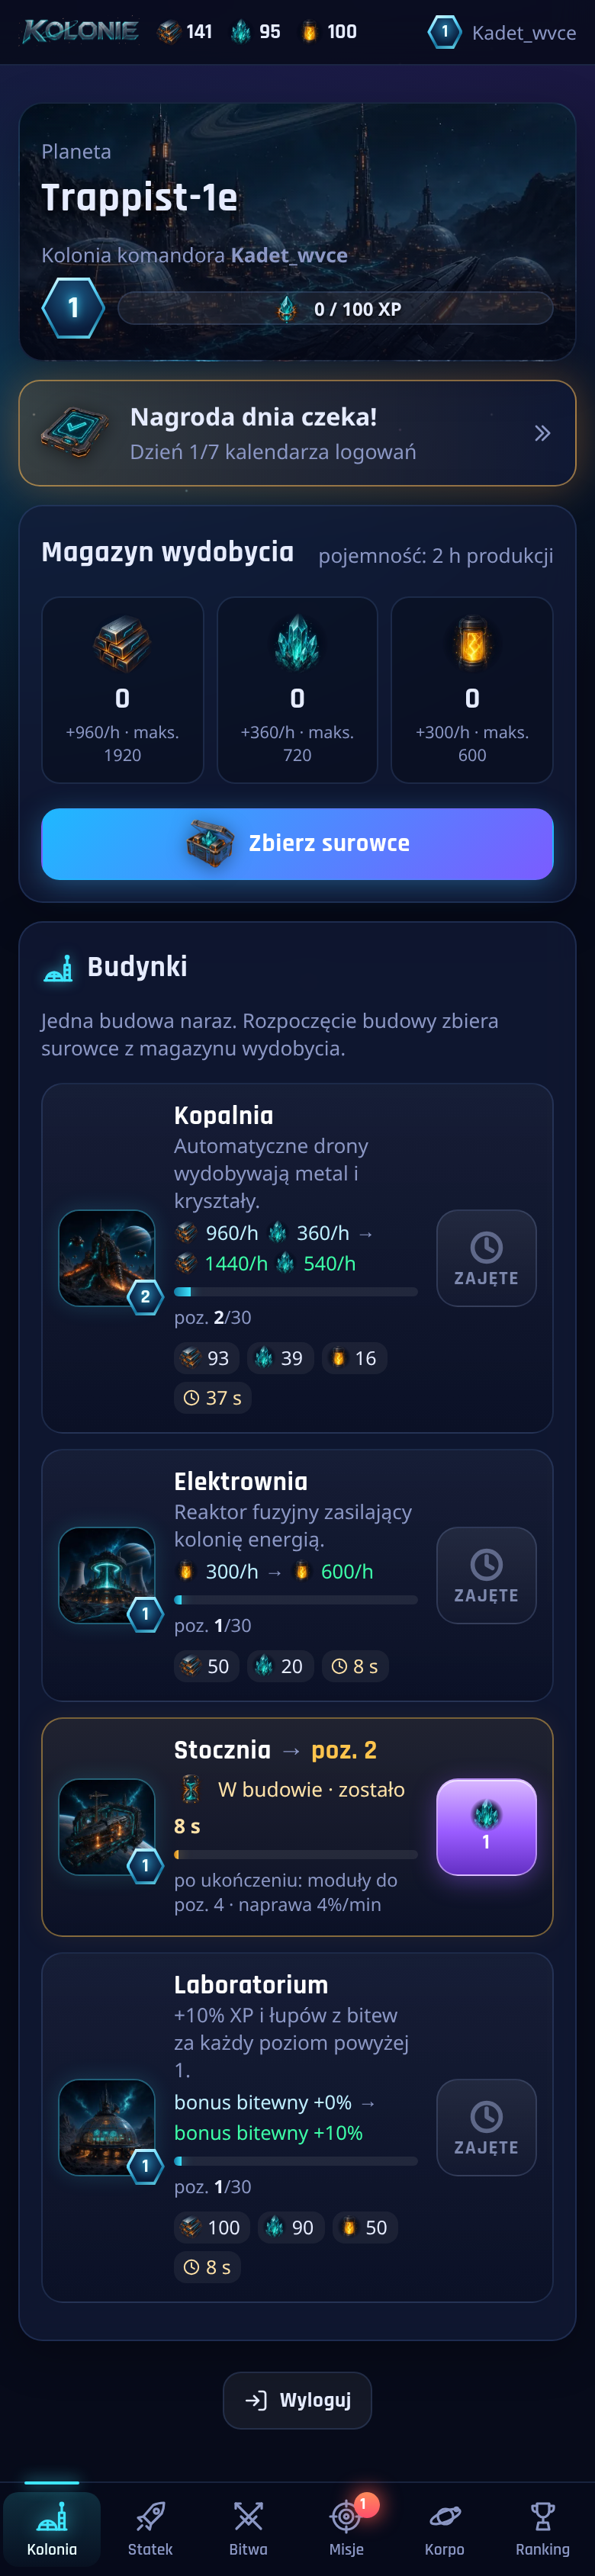 KOLONIE 141 95 100 1 Kadet_wvce
Planeta
Trappist-1e
Kolonia komandora Kadet_wvce
1 0 / 100 XP
Nagroda dnia czeka!
Dzień 1/7 kalendarza logowań
Magazyn wydobycia pojemność: 2 h produkcji
0 0 0
+960/h · maks. +360/h · maks. +300/h · maks.
1920 720 600
Zbierz surowce
Budynki
Jedna budowa naraz. Rozpoczęcie budowy zbiera
surowce z magazynu wydobycia.
Kopalnia
Automatyczne drony
wydobywają metal i
kryształy.
960/h 360/h →
1440/h 540/h
2
ZAJĘTE
poz. 2/30
93 39 16
37 s
Elektrownia
Reaktor fuzyjny zasilający
kolonię energią.
300/h → 600/h
1
ZAJĘTE
poz. 1/30
50 20 8 s
Stocznia → poz. 2
W budowie · zostało
8 s
1
1
po ukończeniu: moduły do
poz. 4 · naprawa 4%/min
Laboratorium
+10% XP i łupów z bitew
za każdy poziom powyżej
1.
bonus bitewny +0% →
bonus bitewny +10%
1
ZAJĘTE
poz. 1/30
100 90 50
8 s
Wyloguj
1
Kolonia Statek Bitwa Misje Korpo Ranking